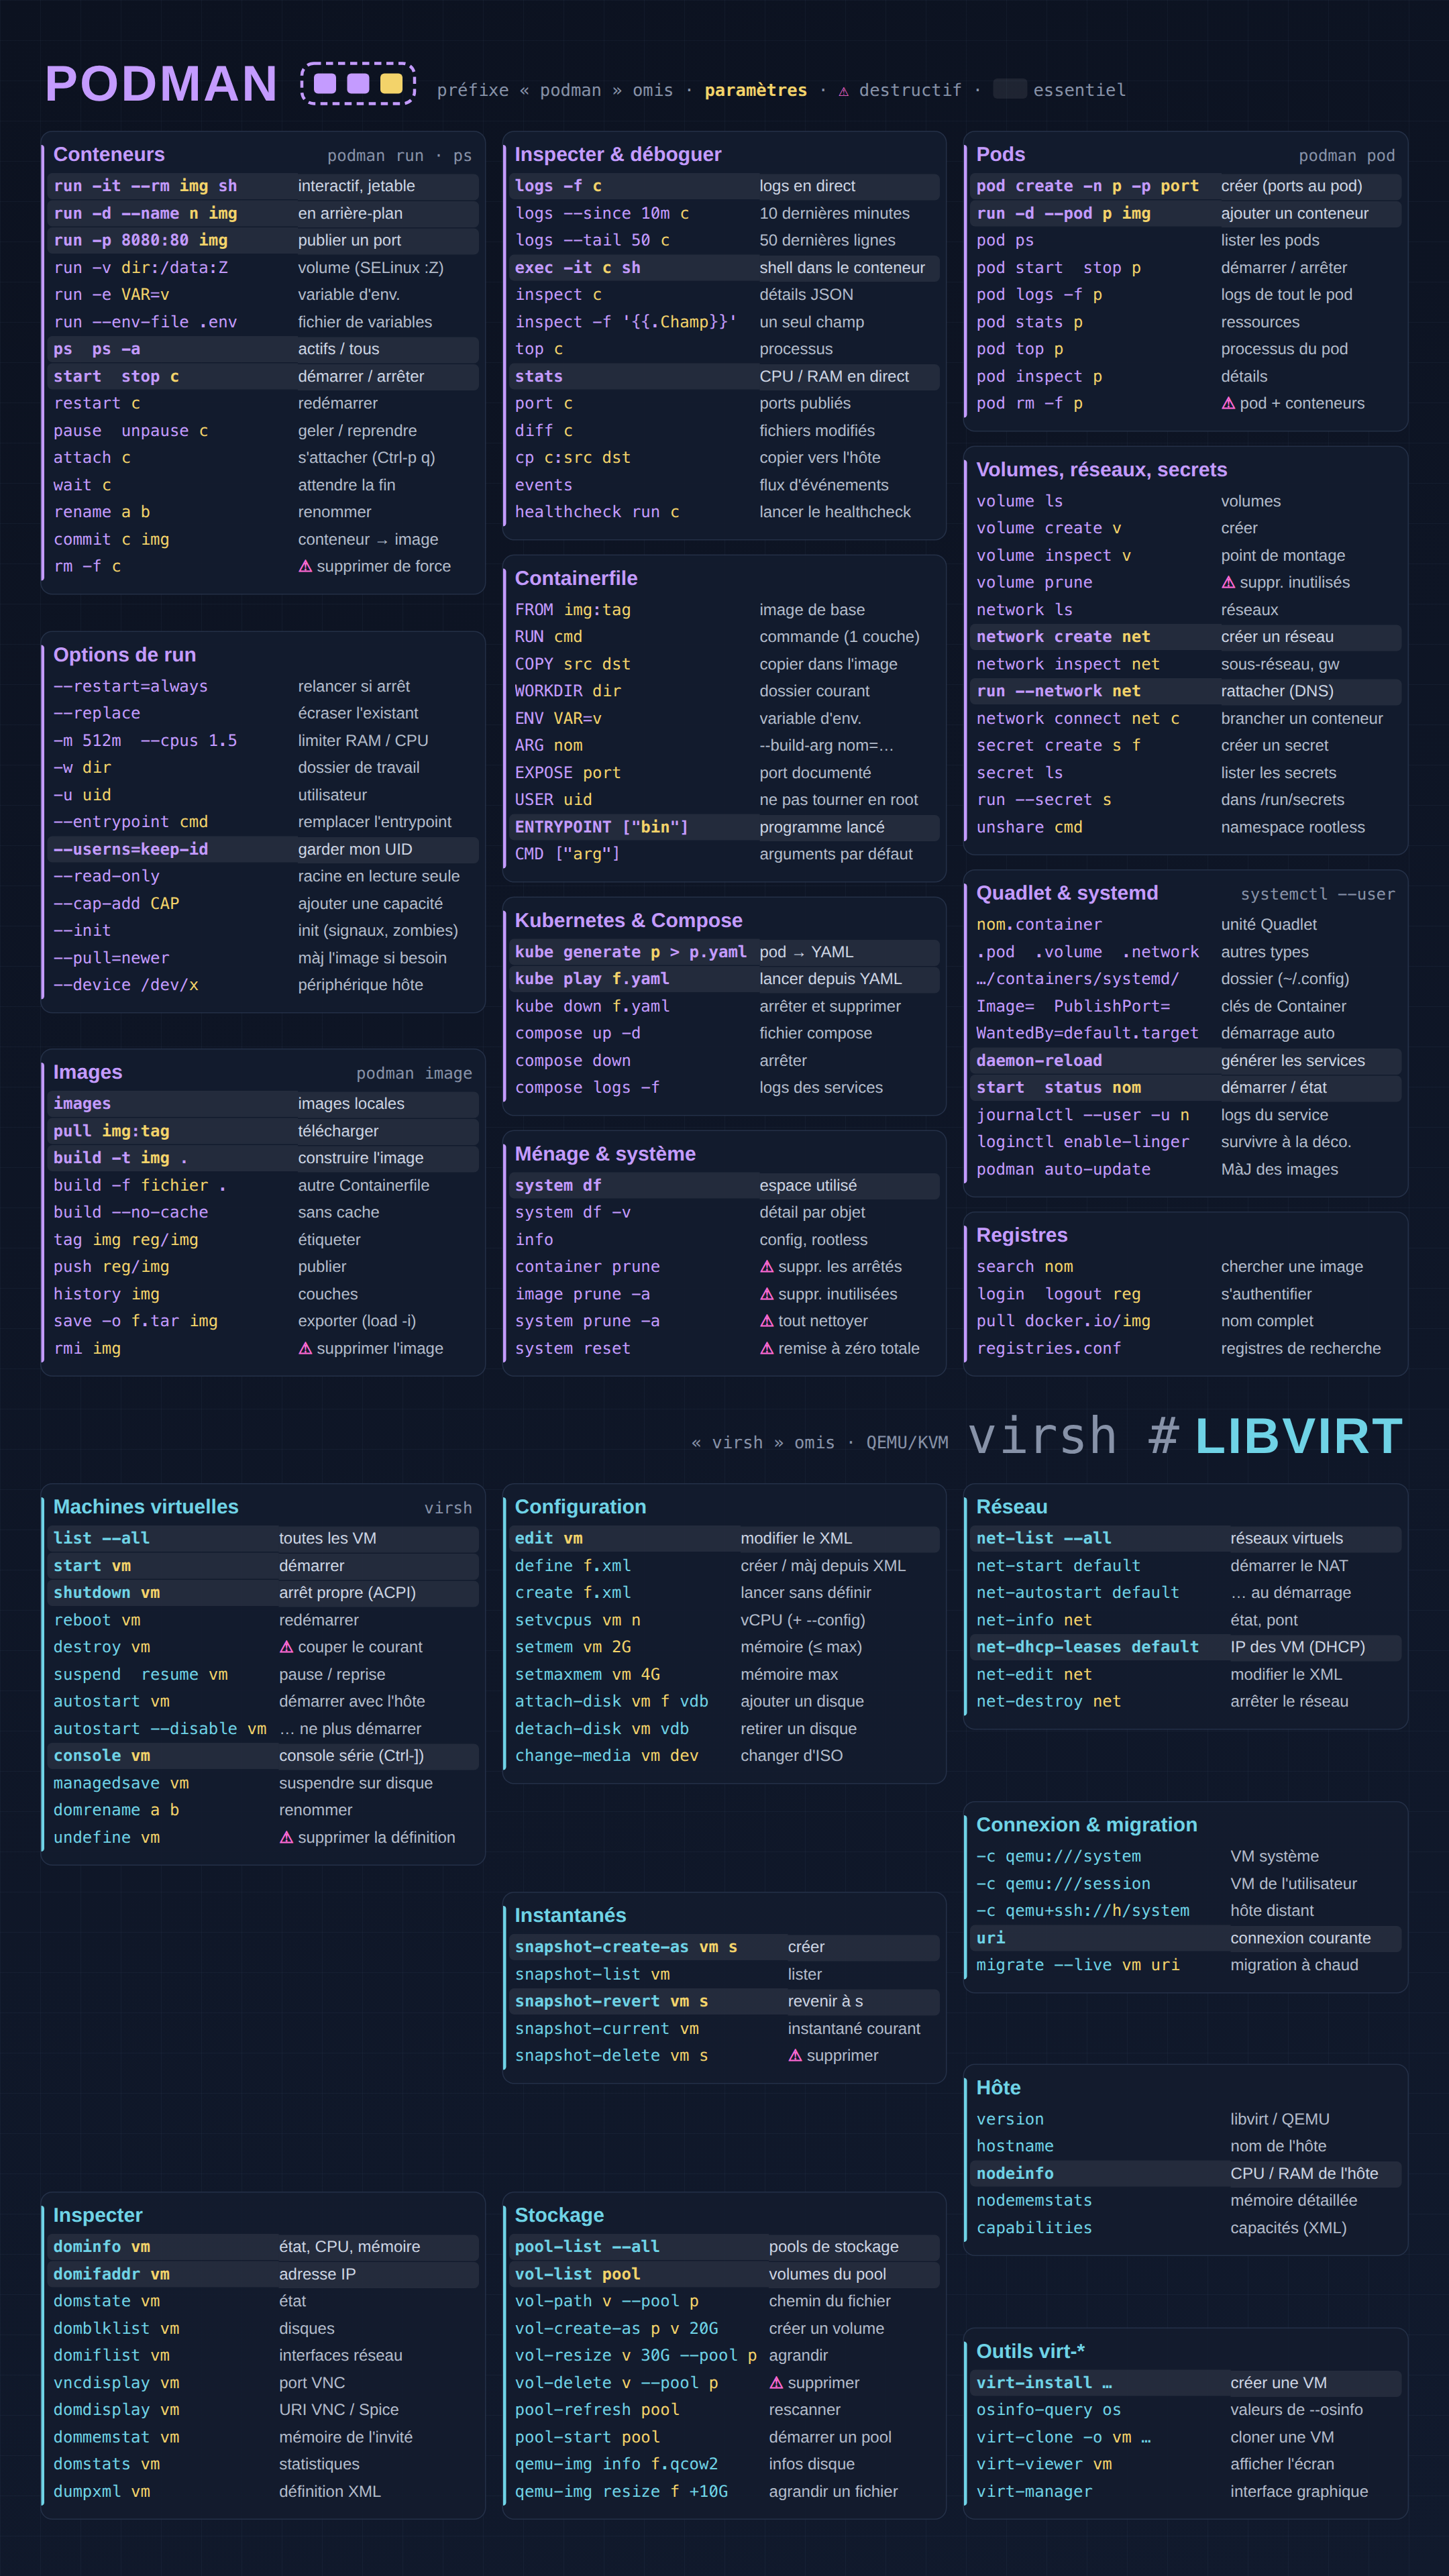 PODMAN
préfixe « podman » omis · paramètres · ⚠ destructif · essentiel
Conteneurs podman run · ps
run -it --rm img sh interactif, jetable
run -d --name n img en arrière-plan
run -p 8080:80 img publier un port
run -v dir:/data:Z volume (SELinux :Z)
run -e VAR=v variable d'env.
run --env-file .env fichier de variables
ps ps -a actifs / tous
start stop c démarrer / arrêter
restart c redémarrer
pause unpause c geler / reprendre
attach c s'attacher (Ctrl-p q)
wait c attendre la fin
rename a b renommer
commit c img conteneur → image
rm -f c ⚠ supprimer de force
Options de run
--restart=always relancer si arrêt
--replace écraser l'existant
-m 512m --cpus 1.5 limiter RAM / CPU
-w dir dossier de travail
-u uid utilisateur
--entrypoint cmd remplacer l'entrypoint
--userns=keep-id garder mon UID
--read-only racine en lecture seule
--cap-add CAP ajouter une capacité
--init init (signaux, zombies)
--pull=newer màj l'image si besoin
--device /dev/x périphérique hôte
Images podman image
images images locales
pull img:tag télécharger
build -t img . construire l'image
build -f fichier . autre Containerfile
build --no-cache sans cache
tag img reg/img étiqueter
push reg/img publier
history img couches
save -o f.tar img exporter (load -i)
rmi img ⚠ supprimer l'image
Inspecter & déboguer
logs -f c logs en direct
logs --since 10m c 10 dernières minutes
logs --tail 50 c 50 dernières lignes
exec -it c sh shell dans le conteneur
inspect c détails JSON
inspect -f '{{.Champ}}' un seul champ
top c processus
stats CPU / RAM en direct
port c ports publiés
diff c fichiers modifiés
cp c:src dst copier vers l'hôte
events flux d'événements
healthcheck run c lancer le healthcheck
Containerfile
FROM img:tag image de base
RUN cmd commande (1 couche)
COPY src dst copier dans l'image
WORKDIR dir dossier courant
ENV VAR=v variable d'env.
ARG nom --build-arg nom=…
EXPOSE port port documenté
USER uid ne pas tourner en root
ENTRYPOINT ["bin"] programme lancé
CMD ["arg"] arguments par défaut
Kubernetes & Compose
kube generate p > p.yaml pod → YAML
kube play f.yaml lancer depuis YAML
kube down f.yaml arrêter et supprimer
compose up -d fichier compose
compose down arrêter
compose logs -f logs des services
Ménage & système
system df espace utilisé
system df -v détail par objet
info config, rootless
container prune ⚠ suppr. les arrêtés
image prune -a ⚠ suppr. inutilisées
system prune -a ⚠ tout nettoyer
system reset ⚠ remise à zéro totale
Pods podman pod
pod create -n p -p port créer (ports au pod)
run -d --pod p img ajouter un conteneur
pod ps lister les pods
pod start stop p démarrer / arrêter
pod logs -f p logs de tout le pod
pod stats p ressources
pod top p processus du pod
pod inspect p détails
pod rm -f p ⚠ pod + conteneurs
Volumes, réseaux, secrets
volume ls volumes
volume create v créer
volume inspect v point de montage
volume prune ⚠ suppr. inutilisés
network ls réseaux
network create net créer un réseau
network inspect net sous-réseau, gw
run --network net rattacher (DNS)
network connect net c brancher un conteneur
secret create s f créer un secret
secret ls lister les secrets
run --secret s dans /run/secrets
unshare cmd namespace rootless
Quadlet & systemd systemctl --user
nom.container unité Quadlet
.pod .volume .network autres types
…/containers/systemd/ dossier (~/.config)
Image= PublishPort= clés de Container
WantedBy=default.target démarrage auto
daemon-reload générer les services
start status nom démarrer / état
journalctl --user -u n logs du service
loginctl enable-linger survivre à la déco.
podman auto-update MàJ des images
Registres
search nom chercher une image
login logout reg s'authentifier
pull docker.io/img nom complet
registries.conf registres de recherche
« virsh » omis · QEMU/KVM virsh # LIBVIRT
Machines virtuelles virsh
list --all toutes les VM
start vm démarrer
shutdown vm arrêt propre (ACPI)
reboot vm redémarrer
destroy vm ⚠ couper le courant
suspend resume vm pause / reprise
autostart vm démarrer avec l'hôte
autostart --disable vm … ne plus démarrer
console vm console série (Ctrl-])
managedsave vm suspendre sur disque
domrename a b renommer
undefine vm ⚠ supprimer la définition
Inspecter
dominfo vm état, CPU, mémoire
domifaddr vm adresse IP
domstate vm état
domblklist vm disques
domiflist vm interfaces réseau
vncdisplay vm port VNC
domdisplay vm URI VNC / Spice
dommemstat vm mémoire de l'invité
domstats vm statistiques
dumpxml vm définition XML
Configuration
edit vm modifier le XML
define f.xml créer / màj depuis XML
create f.xml lancer sans définir
setvcpus vm n vCPU (+ --config)
setmem vm 2G mémoire (≤ max)
setmaxmem vm 4G mémoire max
attach-disk vm f vdb ajouter un disque
detach-disk vm vdb retirer un disque
change-media vm dev changer d'ISO
Instantanés
snapshot-create-as vm s créer
snapshot-list vm lister
snapshot-revert vm s revenir à s
snapshot-current vm instantané courant
snapshot-delete vm s ⚠ supprimer
Stockage
pool-list --all pools de stockage
vol-list pool volumes du pool
vol-path v --pool p chemin du fichier
vol-create-as p v 20G créer un volume
vol-resize v 30G --pool p agrandir
vol-delete v --pool p ⚠ supprimer
pool-refresh pool rescanner
pool-start pool démarrer un pool
qemu-img info f.qcow2 infos disque
qemu-img resize f +10G agrandir un fichier
Réseau
net-list --all réseaux virtuels
net-start default démarrer le NAT
net-autostart default … au démarrage
net-info net état, pont
net-dhcp-leases default IP des VM (DHCP)
net-edit net modifier le XML
net-destroy net arrêter le réseau
Connexion & migration
-c qemu:///system VM système
-c qemu:///session VM de l'utilisateur
-c qemu+ssh://h/system hôte distant
uri connexion courante
migrate --live vm uri migration à chaud
Hôte
version libvirt / QEMU
hostname nom de l'hôte
nodeinfo CPU / RAM de l'hôte
nodememstats mémoire détaillée
capabilities capacités (XML)
Outils virt-*
virt-install … créer une VM
osinfo-query os valeurs de --osinfo
virt-clone -o vm … cloner une VM
virt-viewer vm afficher l'écran
virt-manager interface graphique